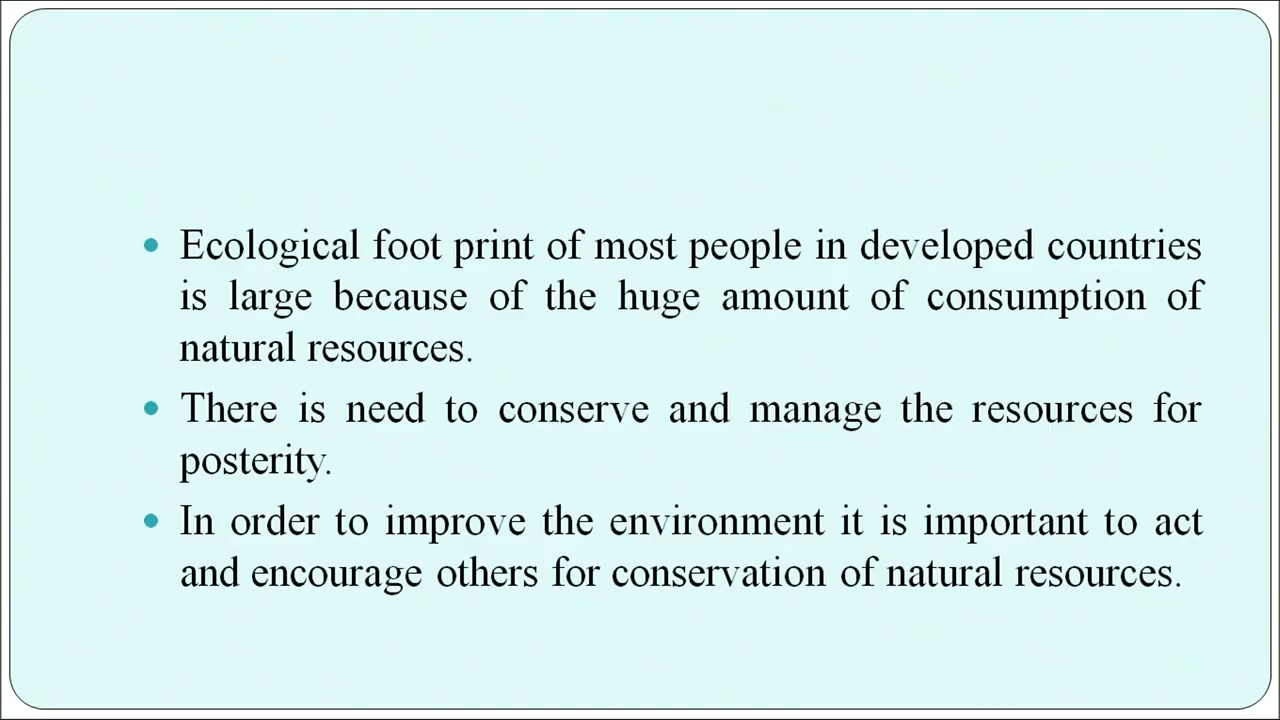 • Ecological foot print of most people in developed countries
is large because of the huge amount of consumption of
natural resources.
• There is need to conserve and manage the resources for
posterity.
• In order to improve the environment it is important to act
and encourage others for conservation of natural resources.